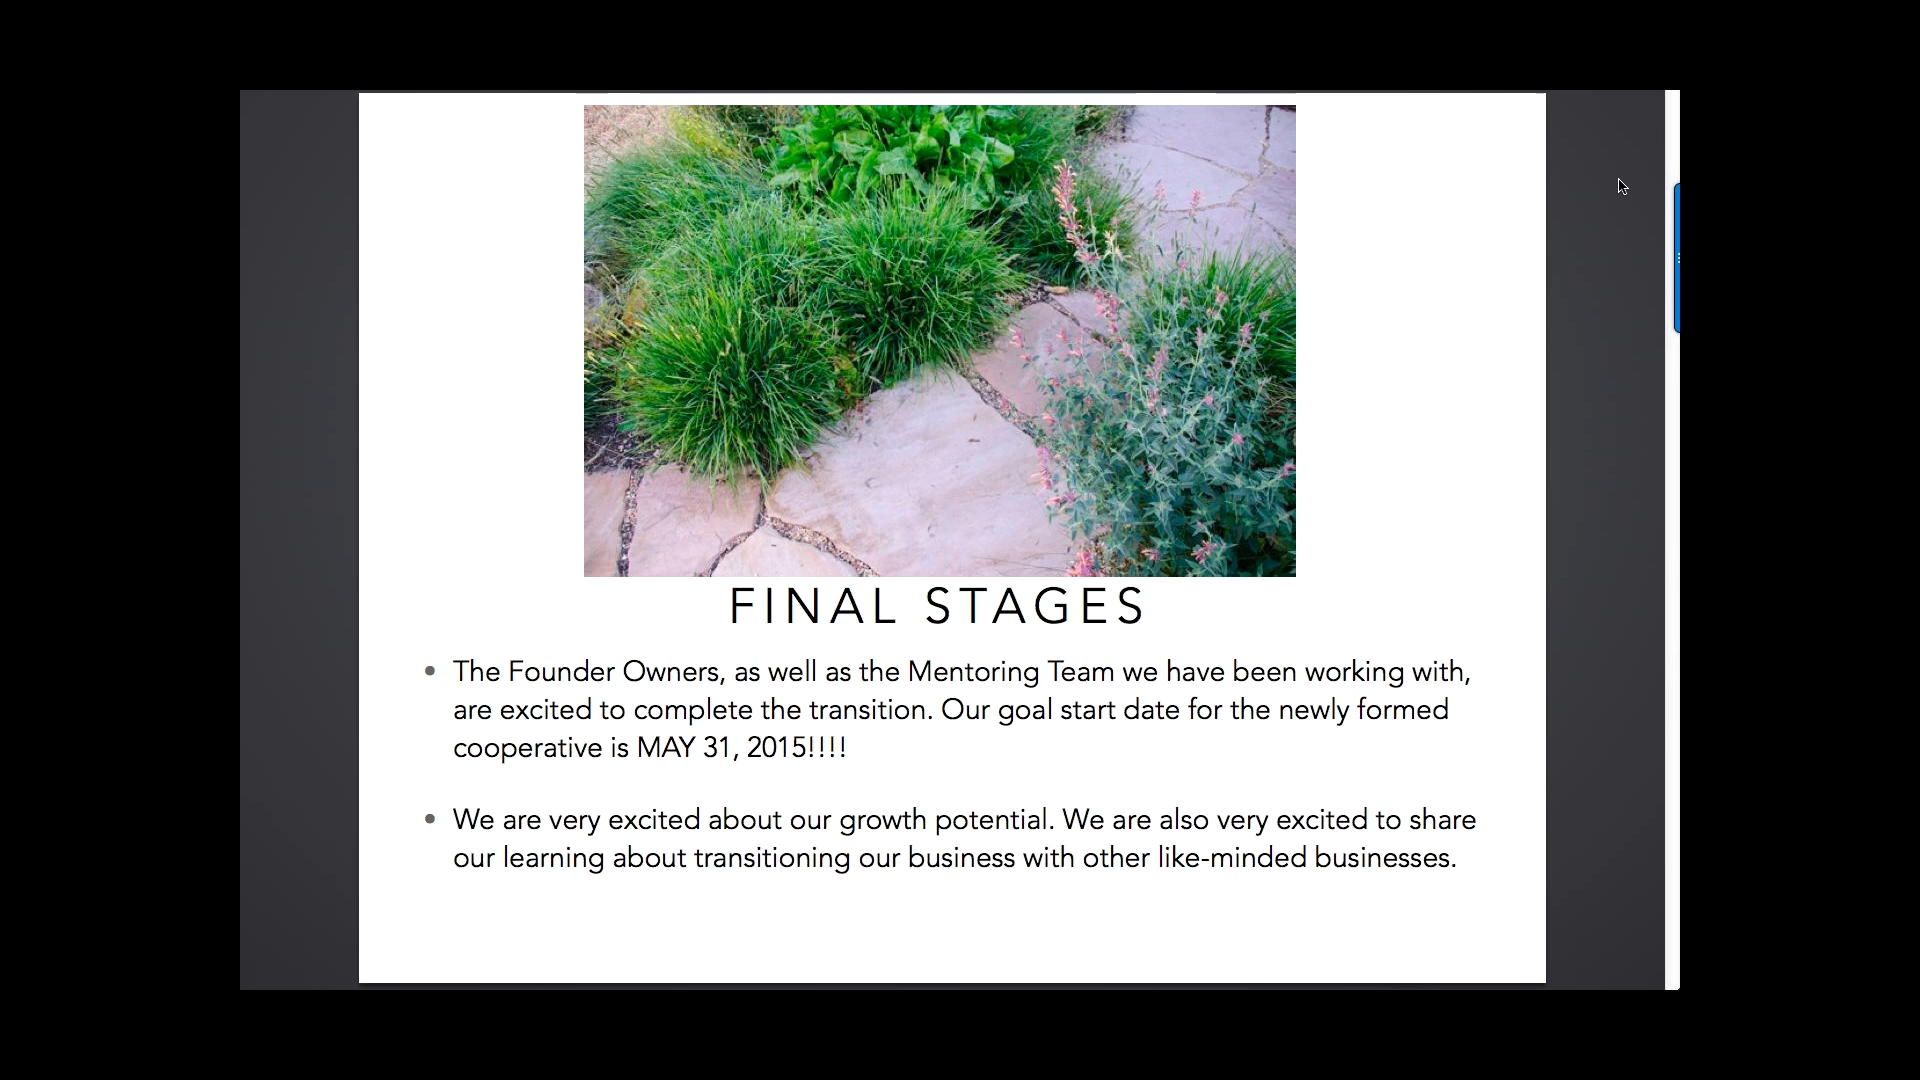 FINAL STAGES
• The Founder Owners, as well as the Mentoring Team we have been working with,
are excited to complete the transition. Our goal start date for the newly formed
cooperative is MAY 31, 2015!!!!
• We are very excited about our growth potential. We are also very excited to share
our learning about transitioning our business with other like-minded businesses.